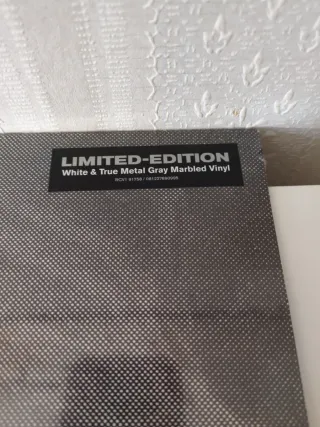 LIMITED-EDITION
White & True Metal Gray Marbled Vinyl